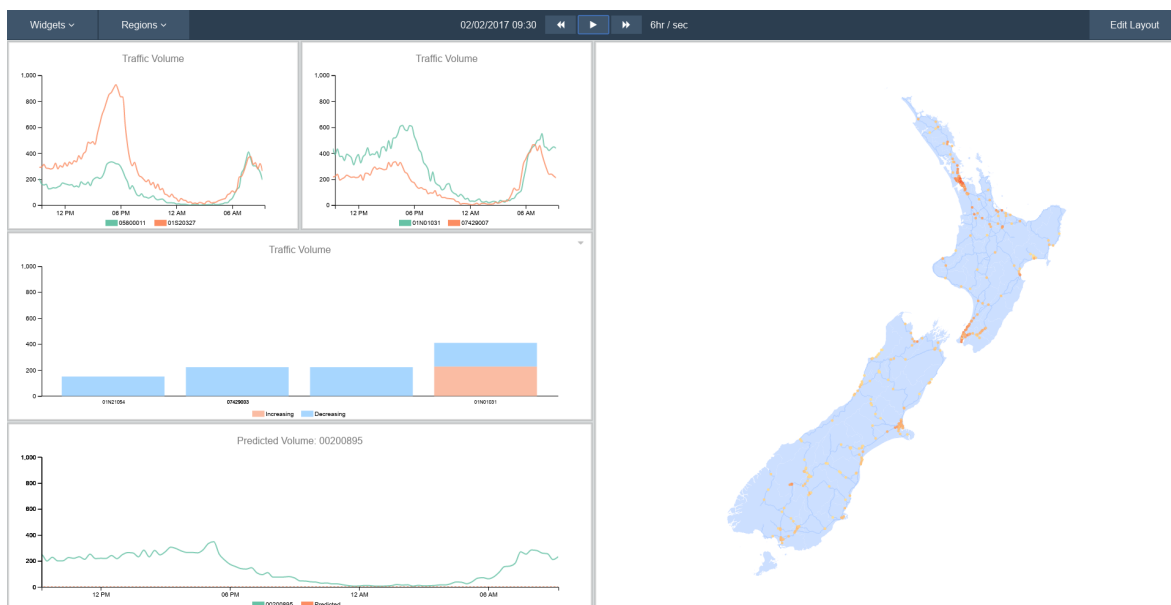 Widgets
Regions
02/02/2017 09:30
6hr / sec
Edit Layout
Traffic Volume
1,000
800
600
400
200
0
12 PM 06 PM 12 AM 06 AM
05800011 01S20327
Traffic Volume
1,000
800
600
400
200
0
12 PM 06 PM 12 AM 06 AM
01N01031 07429007
Traffic Volume
1,000
800
600
400
200
0
01N21054 01N01031
Increasing Decreasing
Predicted Volume: 00200895
1,000
800
600
400
200
0
12 PM 06 PM 12 AM 06 AM
00200895 Predicted